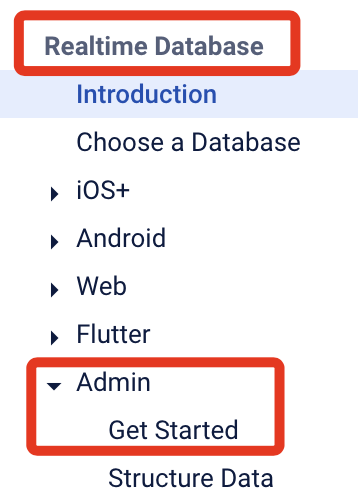 Realtime Database
Introduction
Choose a Database
iOS+
Android
Web
Flutter
Admin
Get Started
Structure Data